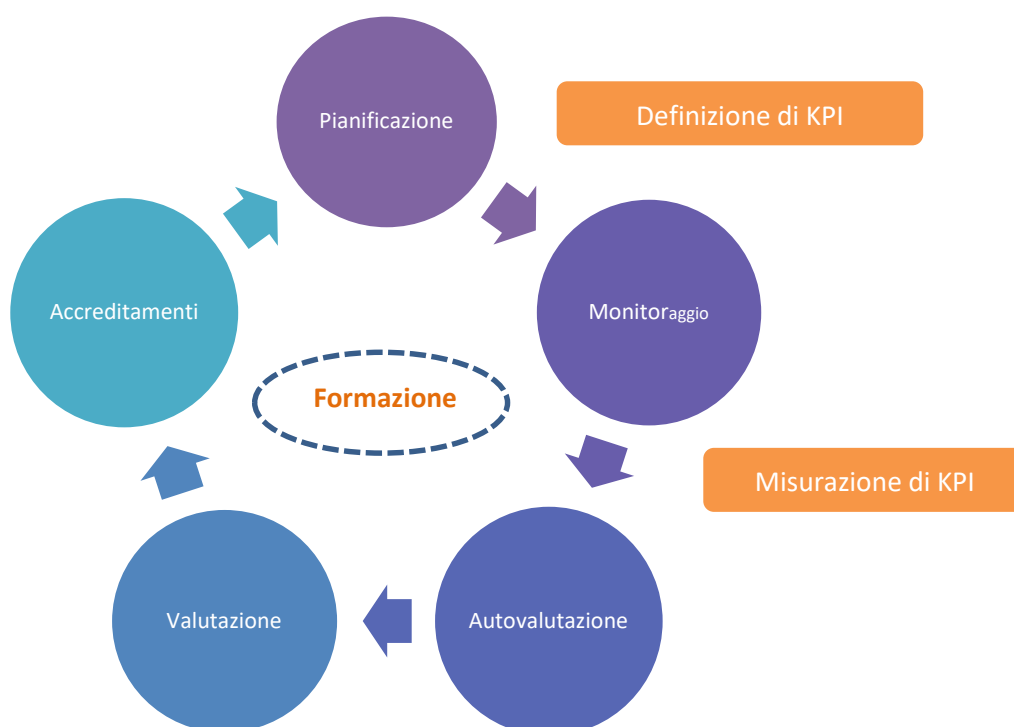 Pianificazione
Definizione di KPI
Accreditamenti
Monitoraggio
Formazione
Misurazione di KPI
Valutazione
Autovalutazione